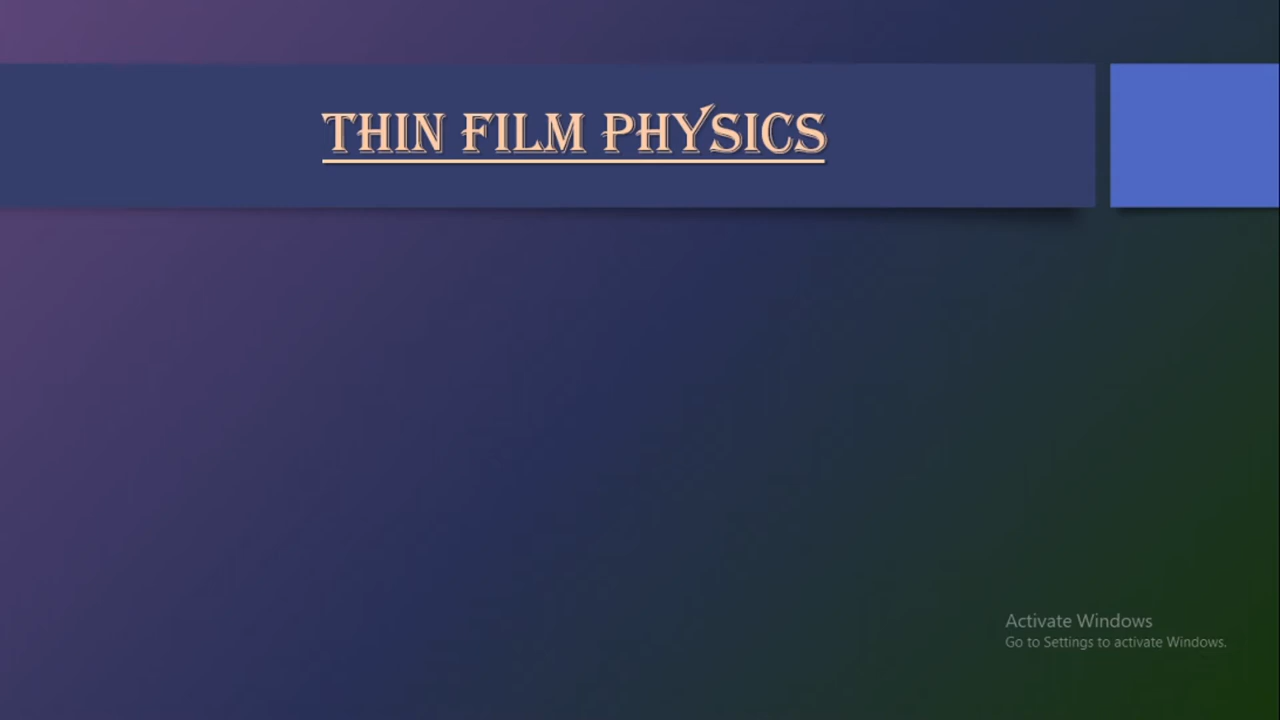 THIN FILM PHYSICS
Activate Windows
Go to Settings to activate Windows.